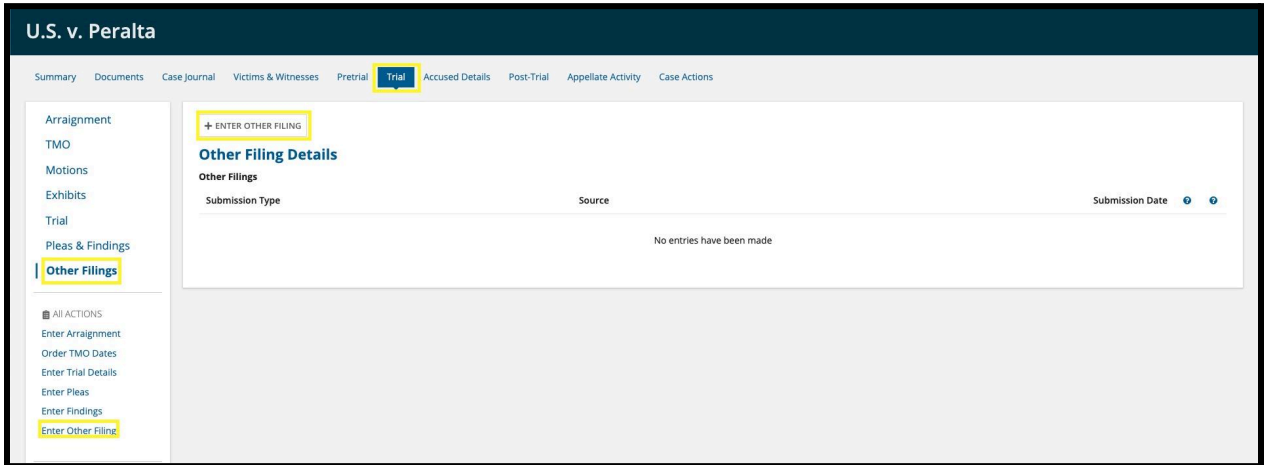 U.S. v. Peralta
Summary Documents Case Journal Victims & Witnesses Pretrial Trial Accused Details Post-Trial Appellate Activity Case Actions
Arraignment
TMO
Motions
Exhibits
Trial
Pleas & Findings
Other Filings
All ACTIONS
Enter Arraignment
Order TMO Dates
Enter Trial Details
Enter Pleas
Enter Findings
Enter Other Filing
+ ENTER OTHER FILING
Other Filing Details
Other Filings
Submission Type Source Submission Date ? ?
No entries have been made